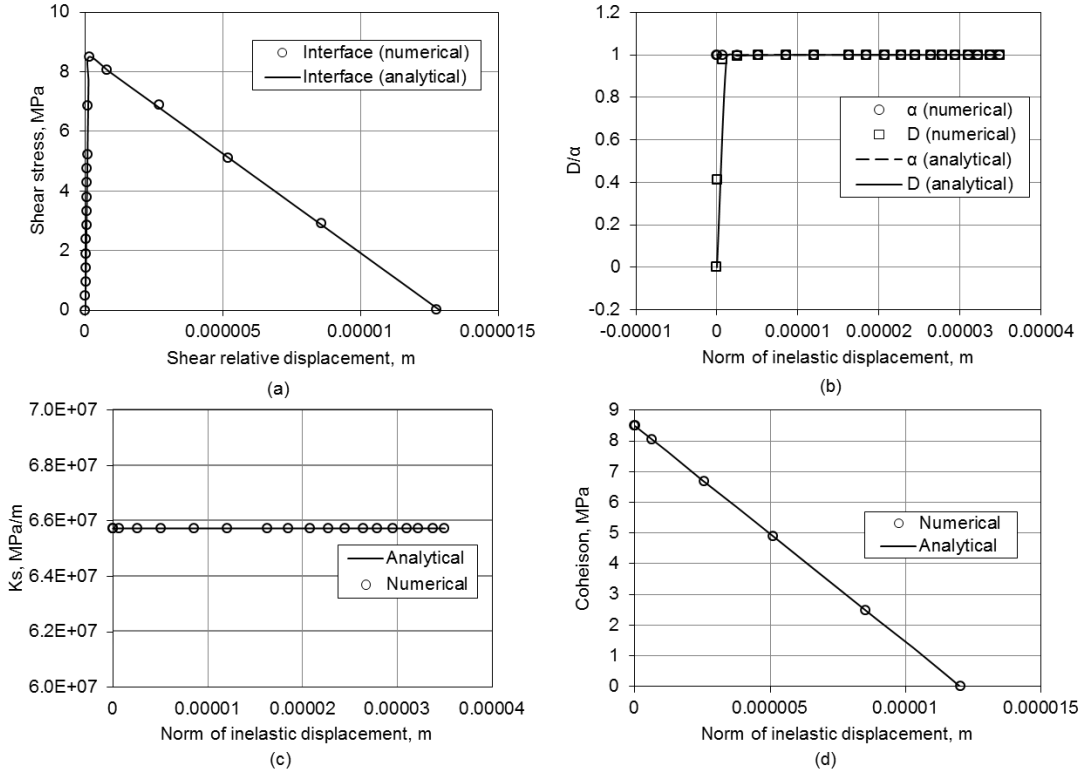 10
8
6
4
2
0
Shear stress, MPa
Interface (numerical)
Interface (analytical)
0
0.000005
0.00001
0.000015
Shear relative displacement, m
(a)
1.2
1
0.8
0.6
0.4
0.2
0
-0.2
D/α
α (numerical)
D (numerical)
α (analytical)
D (analytical)
-0.00001
0
0.00001
0.00002
0.00003
0.00004
Norm of inelastic displacement, m
(b)
7.0E+07
6.8E+07
6.6E+07
6.4E+07
6.2E+07
6.0E+07
Ks, MPa/m
Analytical
Numerical
0
0.00001
0.00002
0.00003
0.00004
Norm of inelastic displacement, m
(c)
9
8
7
6
5
4
3
2
1
0
Coheison, MPa
Numerical
Analytical
0
0.000005
0.00001
0.000015
Norm of inelastic displacement, m
(d)